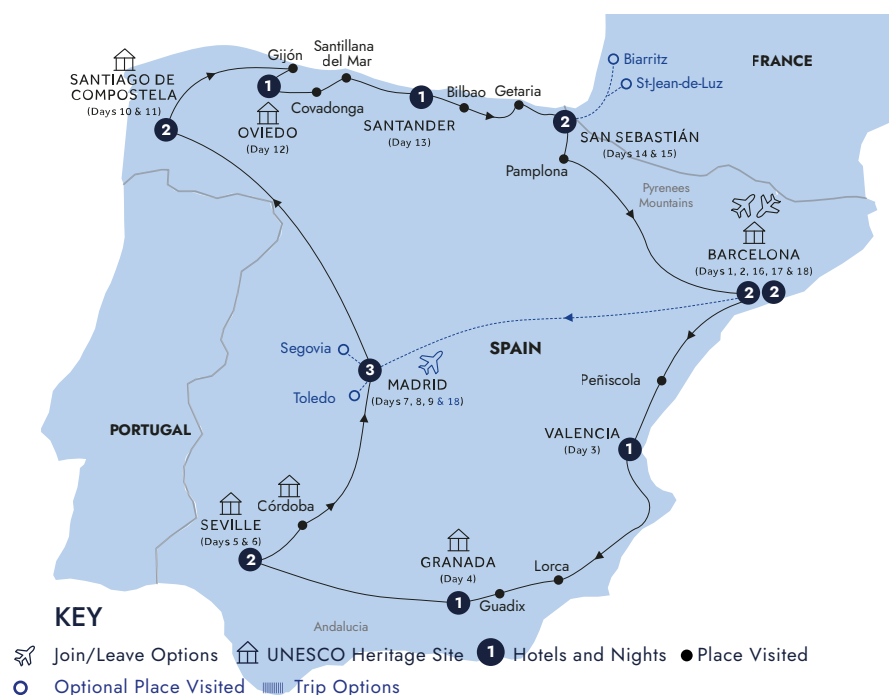 Biarritz
FRANCE
St-Jean-de-Luz
Santillana
del Mar
Gijón
SANTIAGO DE
COMPOSTELA
(Days 10 & 11)
2
1
OVIEDO
(Day 12)
Covadonga
1
SANTANDER
(Day 13)
Bilbao
Getaria
2
SAN SEBASTIÁN
(Days 14 & 15)
Pamplona
Pyrenees
Mountains
BARCELONA
(Days 1, 2, 16, 17 & 18)
2
2
SPAIN
Segovia
3
MADRID
(Days 7, 8, 9 & 18)
Toledo
Peñiscola
PORTUGAL
VALENCIA
(Day 3)
1
Córdoba
SEVILLE
(Days 5 & 6)
2
GRANADA
(Day 4)
1
Lorca
Guadix
Andalucia
KEY
Join/Leave Options
UNESCO Heritage Site
1
Hotels and Nights
Place Visited
Optional Place Visited
Trip Options